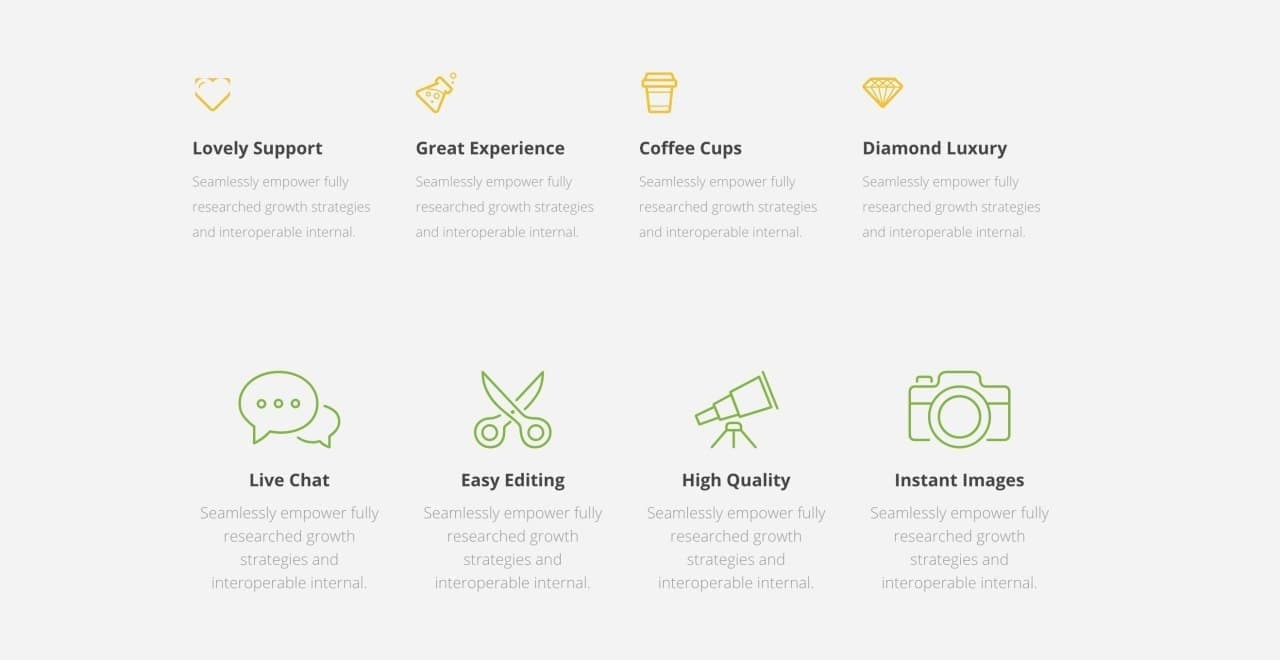 Lovely Support
Seamlessly empower fully
researched growth strategies
and interoperable internal.
Great Experience
Seamlessly empower fully
researched growth strategies
and interoperable internal.
Coffee Cups
Seamlessly empower fully
researched growth strategies
and interoperable internal.
Diamond Luxury
Seamlessly empower fully
researched growth strategies
and interoperable internal.
Live Chat
Seamlessly empower fully
researched growth
strategies and
interoperable internal.
Easy Editing
Seamlessly empower fully
researched growth
strategies and
interoperable internal.
High Quality
Seamlessly empower fully
researched growth
strategies and
interoperable internal.
Instant Images
Seamlessly empower fully
researched growth
strategies and
interoperable internal.